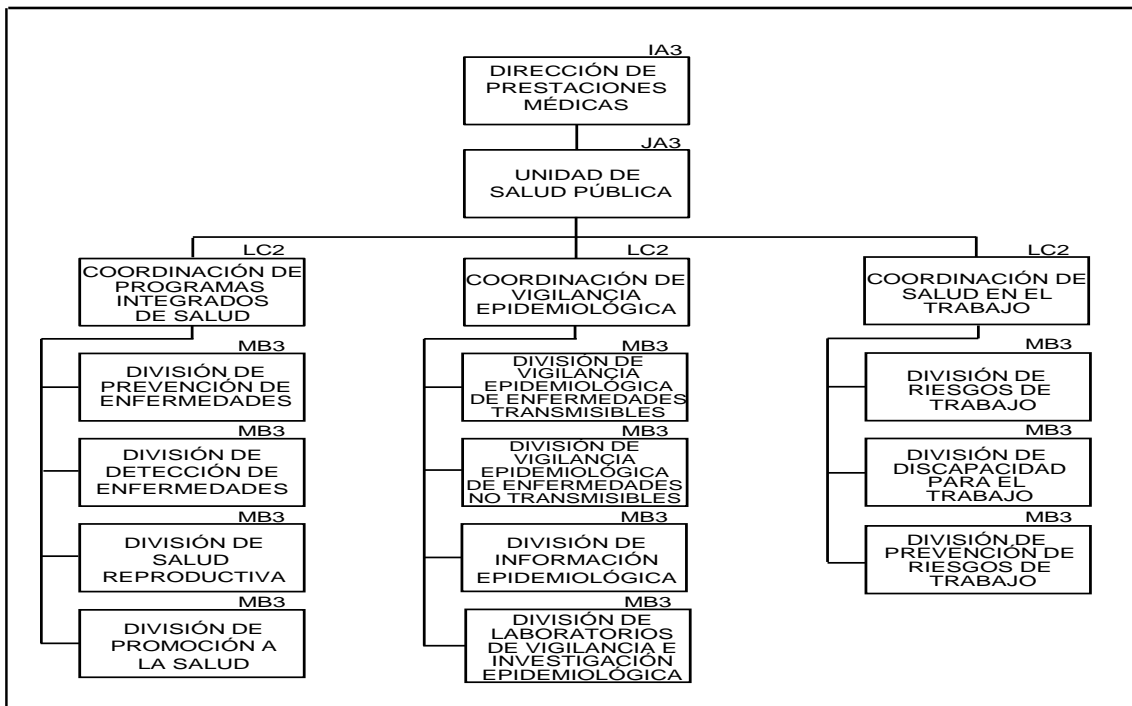 IA3
DIRECCIÓN DE
PRESTACIONES
MÉDICAS
JA3
UNIDAD DE
SALUD PÚBLICA
LC2
COORDINACIÓN DE
PROGRAMAS
INTEGRADOS
DE SALUD
MB3
DIVISIÓN DE
PREVENCIÓN DE
ENFERMEDADES
MB3
DIVISIÓN DE
DETECCIÓN DE
ENFERMEDADES
MB3
DIVISIÓN DE
SALUD
REPRODUCTIVA
MB3
DIVISIÓN DE
PROMOCIÓN A
LA SALUD
LC2
COORDINACIÓN DE
VIGILANCIA
EPIDEMIOLÓGICA
MB3
DIVISIÓN DE
VIGILANCIA
EPIDEMIOLÓGICA
DE ENFERMEDADES
TRANSMISIBLES
MB3
DIVISIÓN DE
VIGILANCIA
EPIDEMIOLÓGICA
DE ENFERMEDADES
NO TRANSMISIBLES
MB3
DIVISIÓN DE
INFORMACIÓN
EPIDEMIOLÓGICA
MB3
DIVISIÓN DE
LABORATORIOS
DE VIGILANCIA E
INVESTIGACIÓN
EPIDEMIOLÓGICA
LC2
COORDINACIÓN DE
SALUD EN EL
TRABAJO
MB3
DIVISIÓN DE
RIESGOS DE
TRABAJO
MB3
DIVISIÓN DE
DISCAPACIDAD
PARA EL
TRABAJO
MB3
DIVISIÓN DE
PREVENCIÓN DE
RIESGOS DE
TRABAJO